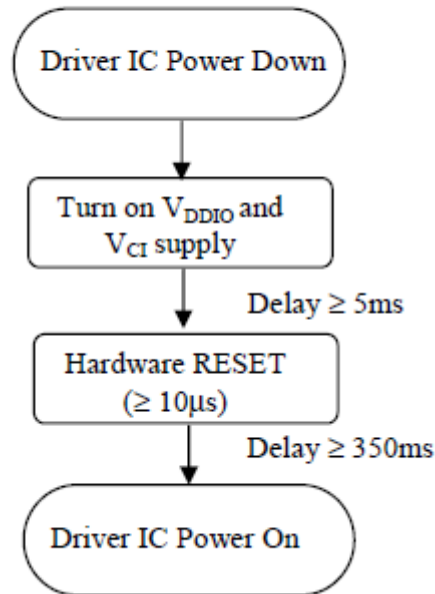 Driver IC Power Down
Turn on VDDIO and
VCI supply
Delay ≥ 5ms
Hardware RESET
(≥ 10µs)
Delay ≥ 350ms
Driver IC Power On